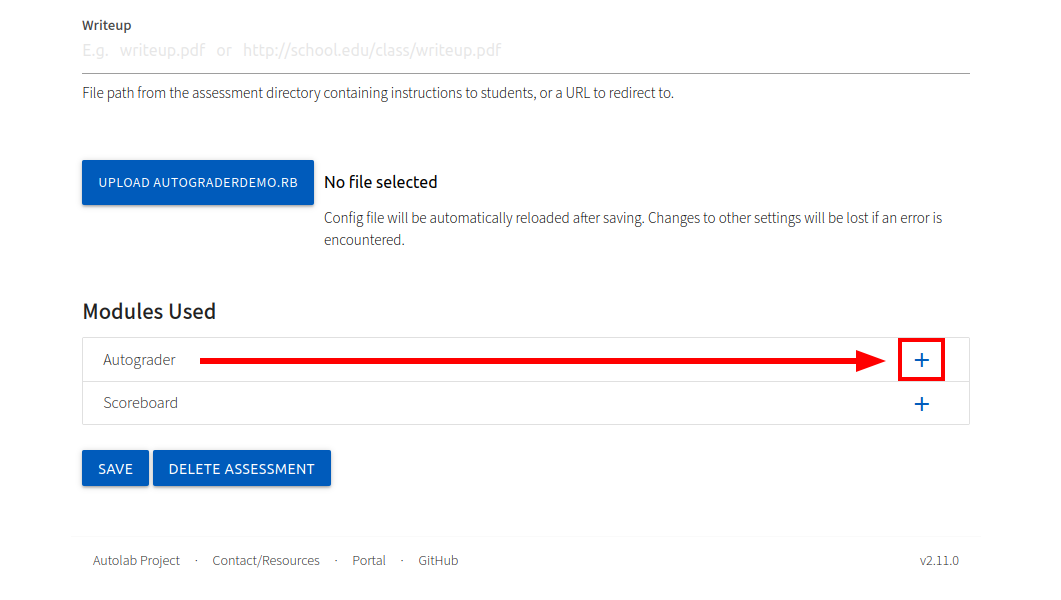 Writeup
E.g. writeup.pdf or http://school.edu/class/writeup.pdf
File path from the assessment directory containing instructions to students, or a URL to redirect to.
UPLOAD AUTOGRADERDEMO.RB
No file selected
Config file will be automatically reloaded after saving. Changes to other settings will be lost if an error is
encountered.
Modules Used
Autograder +
Scoreboard +
SAVE DELETE ASSESSMENT
Autolab Project · Contact/Resources · Portal · GitHub v2.11.0